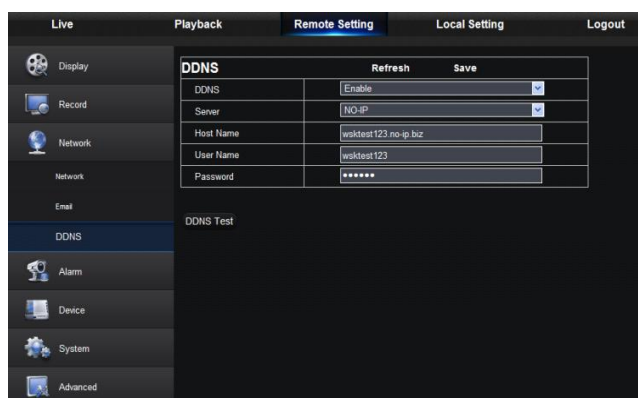 Live Playback Remote Setting Local Setting Logout
Display
Record
Network
Network
Email
DDNS
Alarm
Device
System
Advanced
DDNS Refresh Save
DDNS Enable
Server NO-IP
Host Name wsktest123.no-ip.biz
User Name wsktest123
Password ••••••
DDNS Test